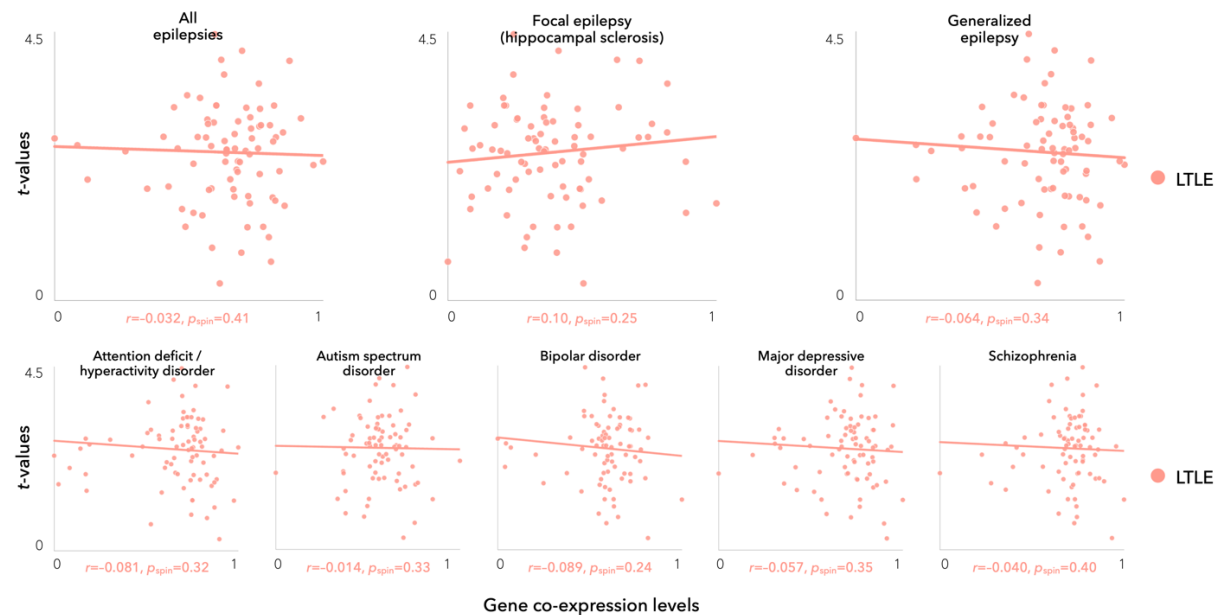 All
epilepsies
Focal epilepsy
(hippocampal sclerosis)
Generalized
epilepsy
4.5
4.5
4.5
t-values
LTLE
0
0
0
0
1
0
1
0
1
r=-0.032, pspin=0.41
r=0.10, pspin=0.25
r=-0.064, pspin=0.34
Attention deficit /
hyperactivity disorder
Autism spectrum
disorder
Bipolar disorder
Major depressive
disorder
Schizophrenia
4.5
t-values
LTLE
0
0
1
0
1
0
1
0
1
0
1
r=-0.081, pspin=0.32
r=-0.014, pspin=0.33
r=-0.089, pspin=0.24
r=-0.057, pspin=0.35
r=-0.040, pspin=0.40
Gene co-expression levels